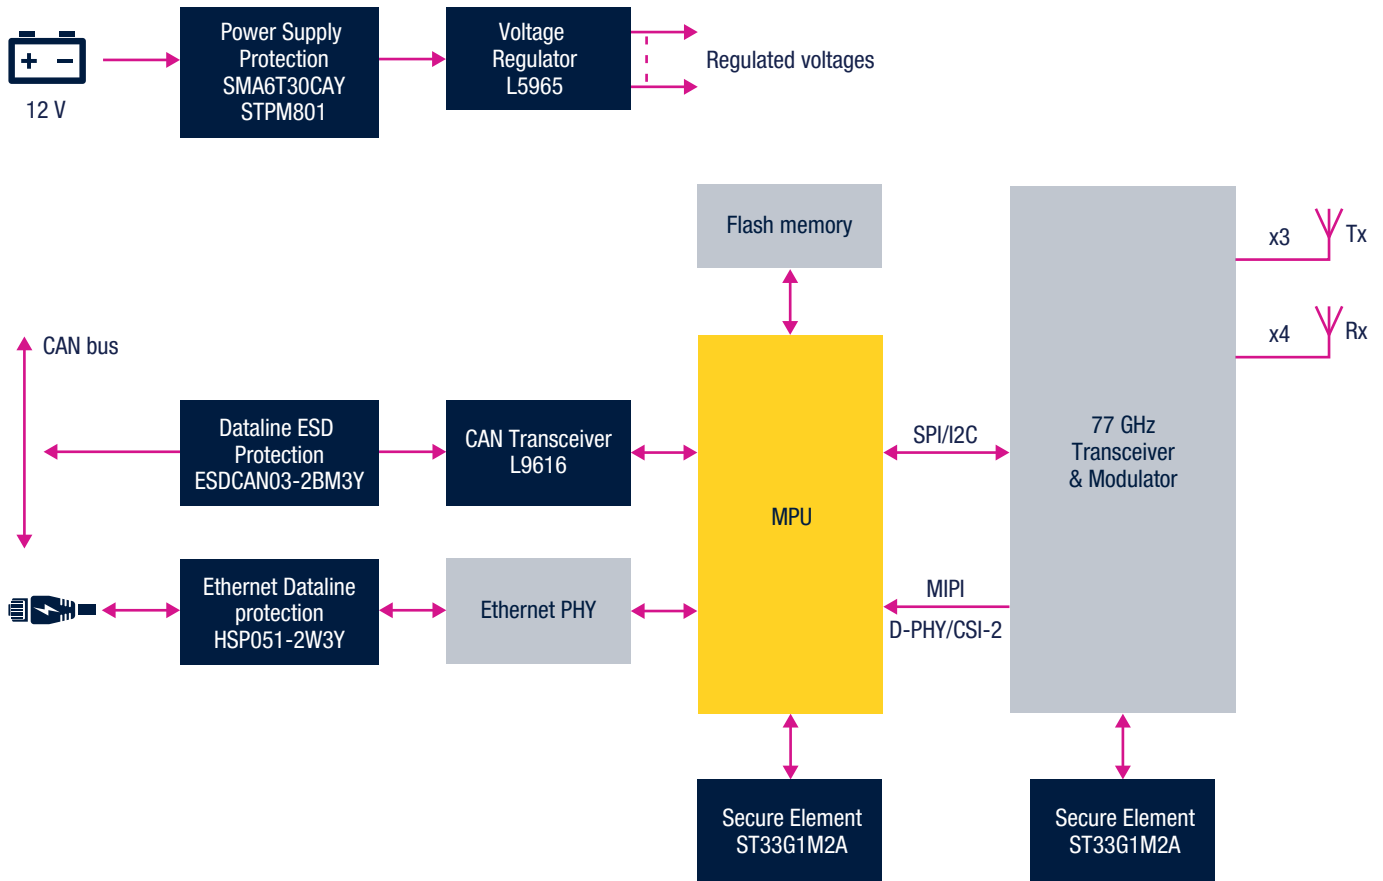 12 V
Power Supply
Protection
SMA6T30CAY
STPM801
Voltage
Regulator
L5965
Regulated voltages
Flash memory
CAN bus
Dataline ESD
Protection
ESDCAN03-2BM3Y
CAN Transceiver
L9616
Ethernet Dataline
protection
HSP051-2W3Y
Ethernet PHY
MPU
SPI/I2C
MIPI
D-PHY/CSI-2
77 GHz
Transceiver
& Modulator
x3
Tx
x4
Rx
Secure Element
ST33G1M2A
Secure Element
ST33G1M2A